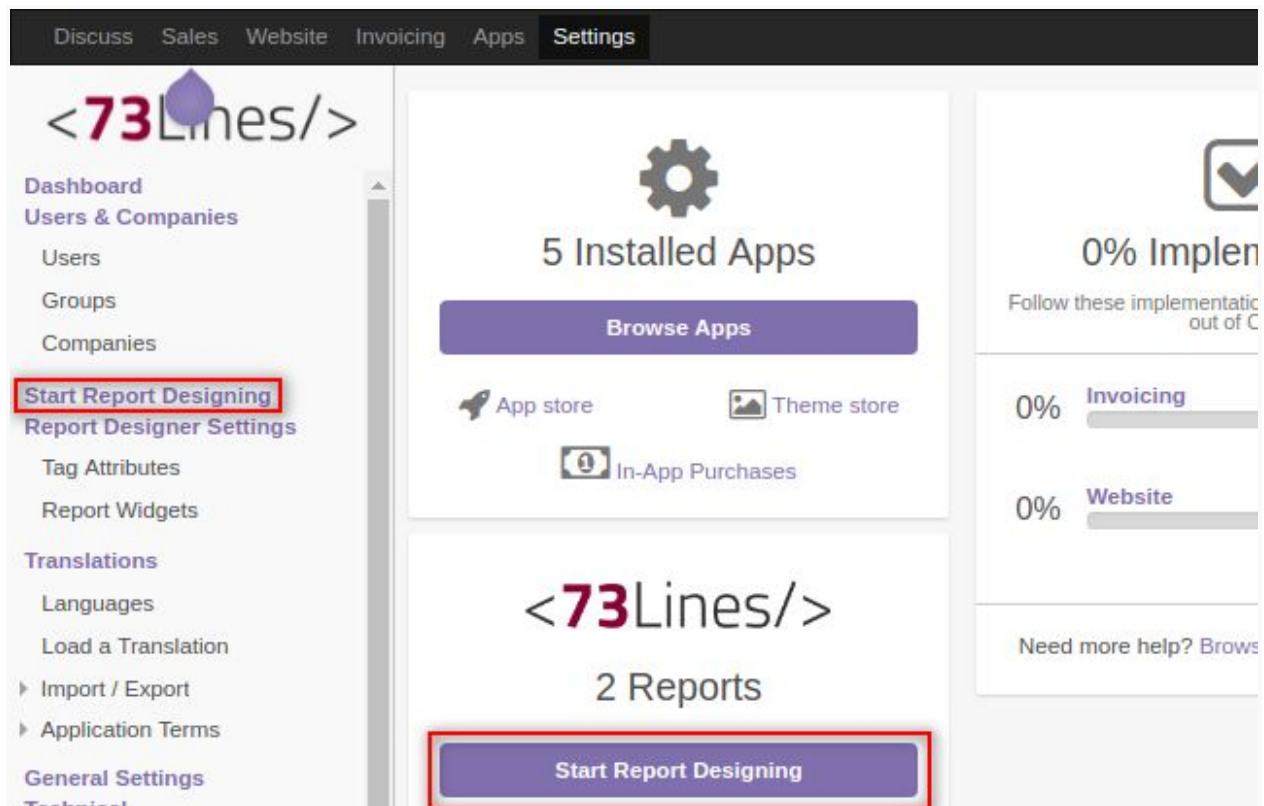 Discuss Sales Website Invoicing Apps Settings
<73Lines/>
Dashboard
Users & Companies
Users
Groups
Companies
Start Report Designing
Report Designer Settings
Tag Attributes
Report Widgets
Translations
Languages
Load a Translation
Import / Export
Application Terms
General Settings
Technical
5 Installed Apps
Browse Apps
App store
Theme store
In-App Purchases
<73Lines/>
2 Reports
Start Report Designing
0% Implem
Follow these implementatio
out of
0% Invoicing
0% Website
Need more help? Brows